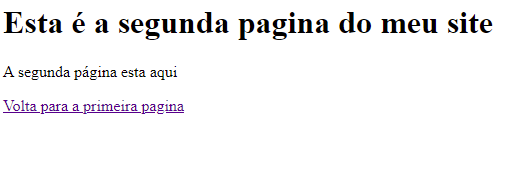 Esta é a segunda pagina do meu site
A segunda página esta aqui
Volta para a primeira pagina